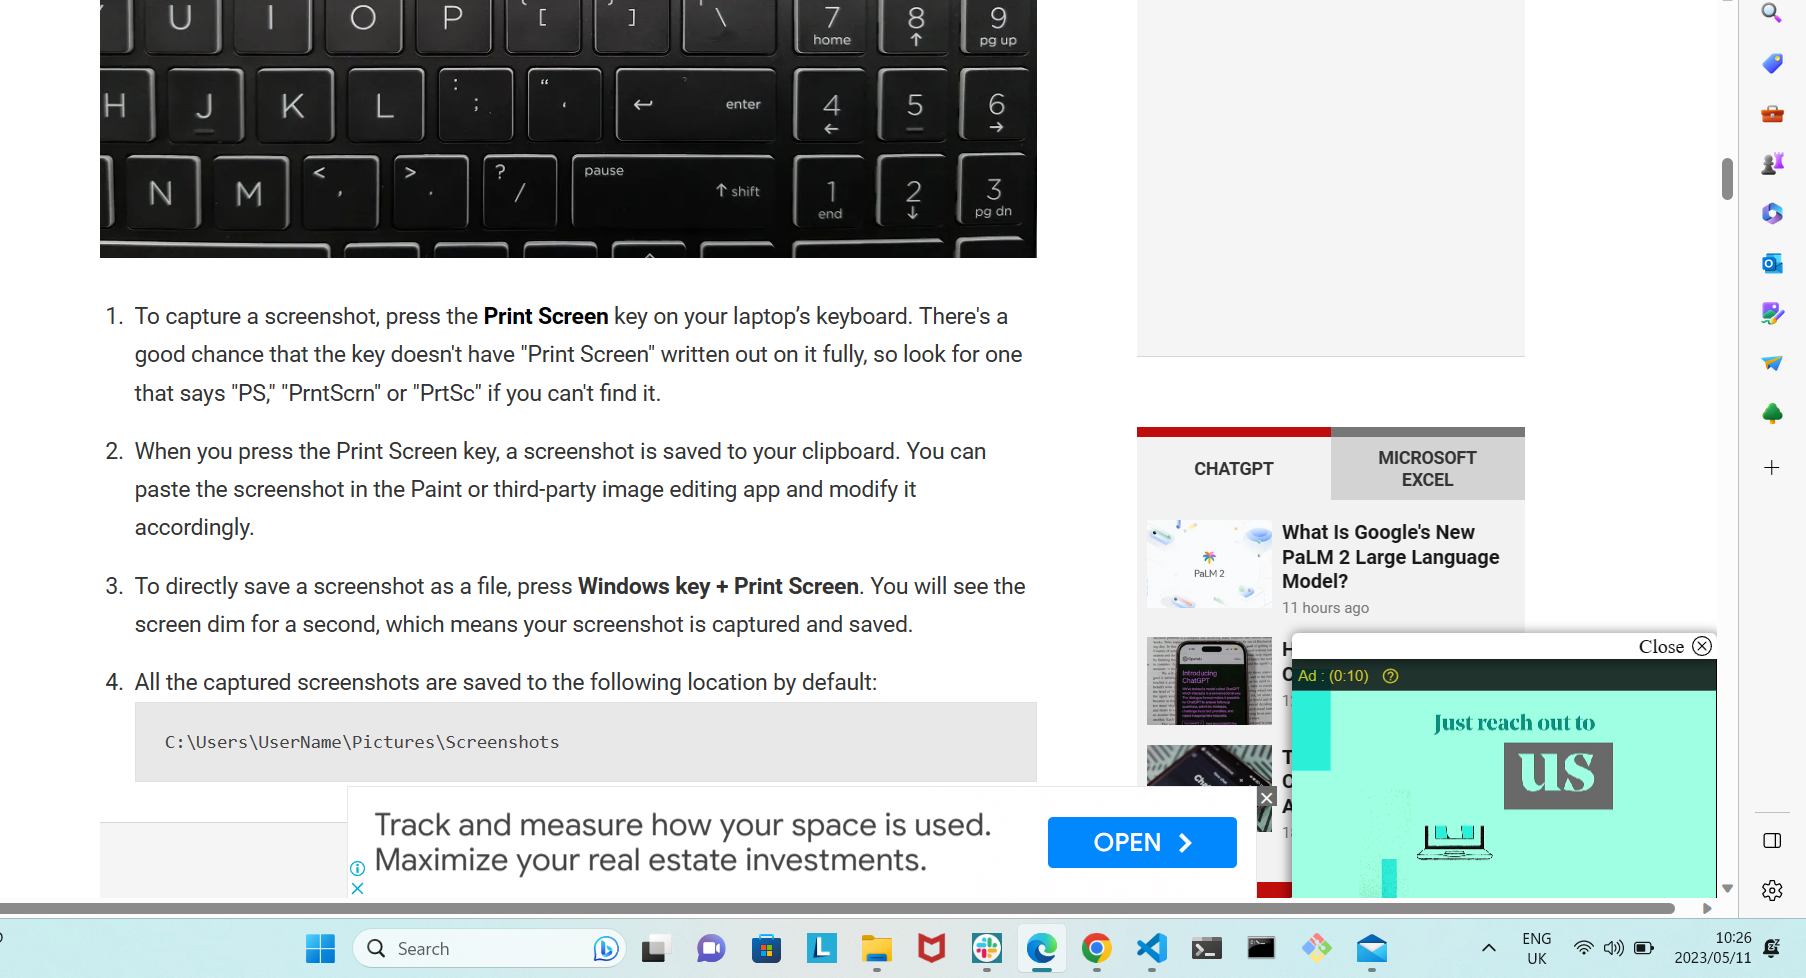 U I O P [ ] \ 7 8 9
home ↑ pg up
H J K L : ; “ ‘ ↵ enter 4 5 6
← →
N M < , > . ? / pause ↑ shift 1 2 3
end ↓ pg dn
1. To capture a screenshot, press the Print Screen key on your laptop’s keyboard. There's a
good chance that the key doesn't have "Print Screen" written out on it fully, so look for one
that says "PS," "PrntScrn" or "PrtSc" if you can't find it.
2. When you press the Print Screen key, a screenshot is saved to your clipboard. You can
paste the screenshot in the Paint or third-party image editing app and modify it
accordingly.
3. To directly save a screenshot as a file, press Windows key + Print Screen. You will see the
screen dim for a second, which means your screenshot is captured and saved.
4. All the captured screenshots are saved to the following location by default:
C:\Users\UserName\Pictures\Screenshots
CHATGPT
MICROSOFT
EXCEL
PaLM 2
What Is Google's New
PaLM 2 Large Language
Model?
11 hours ago
Introducing
ChatGPT
Close
Ad : (0:10)
Just reach out to
us
Track and measure how your space is used.
Maximize your real estate investments.
OPEN
Search
ENG
UK
10:26
2023/05/11